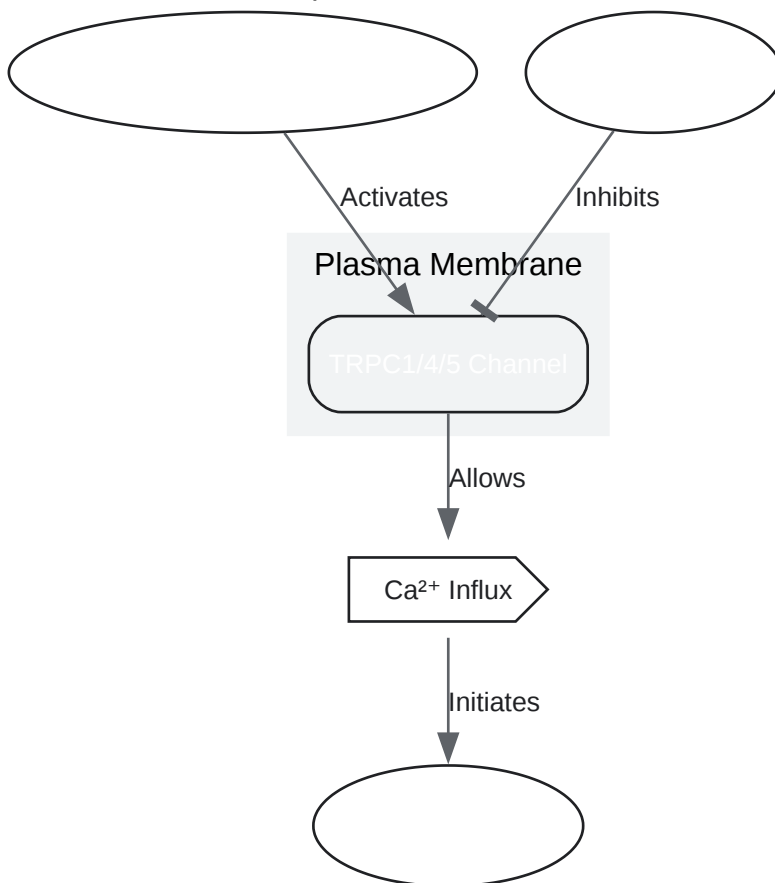 Activates
Inhibits
Plasma Membrane
TRPC1/4/5 Channel
Allows
Ca²⁺ Influx
Initiates